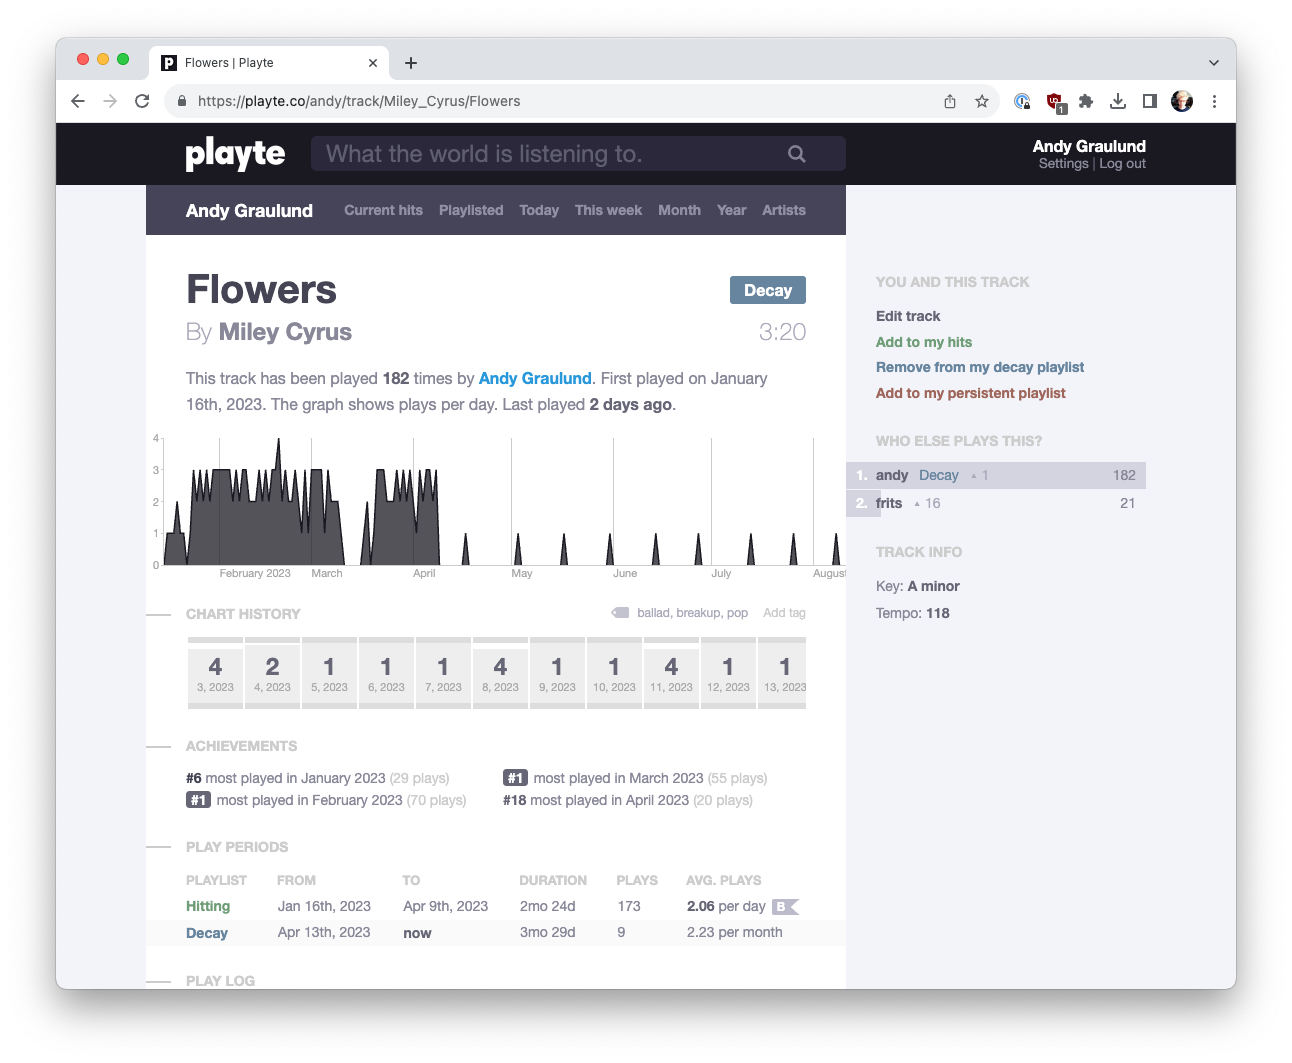 Flowers | Playte
https://playte.co/andy/track/Miley_Cyrus/Flowers
1
playte
What the world is listening to.
Andy Graulund
Settings | Log out
Andy Graulund
Current hits
Playlisted
Today
This week
Month
Year
Artists
Flowers
Decay
By Miley Cyrus
3:20
This track has been played 182 times by Andy Graulund. First played on January
16th, 2023. The graph shows plays per day. Last played 2 days ago.
4
3
2
1
0
February 2023
March
April
May
June
July
August
CHART HISTORY
ballad, breakup, pop
Add tag
4 2 1 1 1 4 1 1 4 1 1
3, 2023 4, 2023 5, 2023 6, 2023 7, 2023 8, 2023 9, 2023 10, 2023 11, 2023 12, 2023 13, 2023
ACHIEVEMENTS
#6 most played in January 2023 (29 plays)
#1 most played in February 2023 (70 plays)
#1 most played in March 2023 (55 plays)
#18 most played in April 2023 (20 plays)
PLAY PERIODS
PLAYLIST FROM TO DURATION PLAYS AVG. PLAYS
Hitting Jan 16th, 2023 Apr 9th, 2023 2mo 24d 173 2.06 per day B
Decay Apr 13th, 2023 now 3mo 29d 9 2.23 per month
PLAY LOG
YOU AND THIS TRACK
Edit track
Add to my hits
Remove from my decay playlist
Add to my persistent playlist
WHO ELSE PLAYS THIS?
1. andy Decay 1 182
2. frits 16 21
TRACK INFO
Key: A minor
Tempo: 118